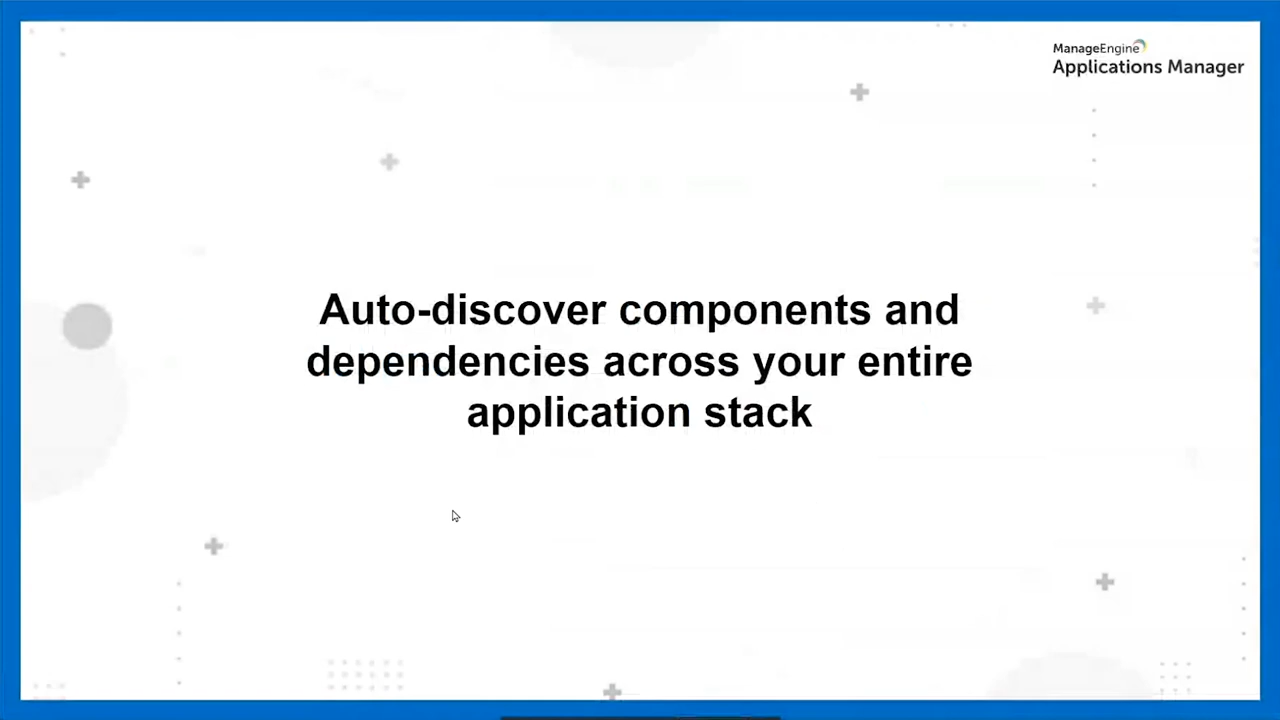 ManageEngine
Applications Manager
Auto-discover components and
dependencies across your entire
application stack